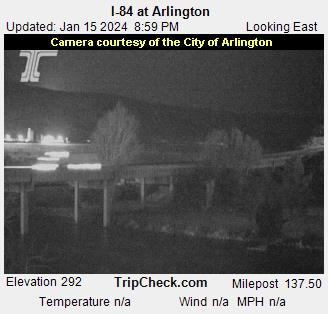 I-84 at Arlington
Updated: Jan 15 2024 8:59 PM Looking East
Camera courtesy of the City of Arlington
Elevation 292 TripCheck.com Milepost 137.50
Temperature n/a Wind n/a MPH n/a